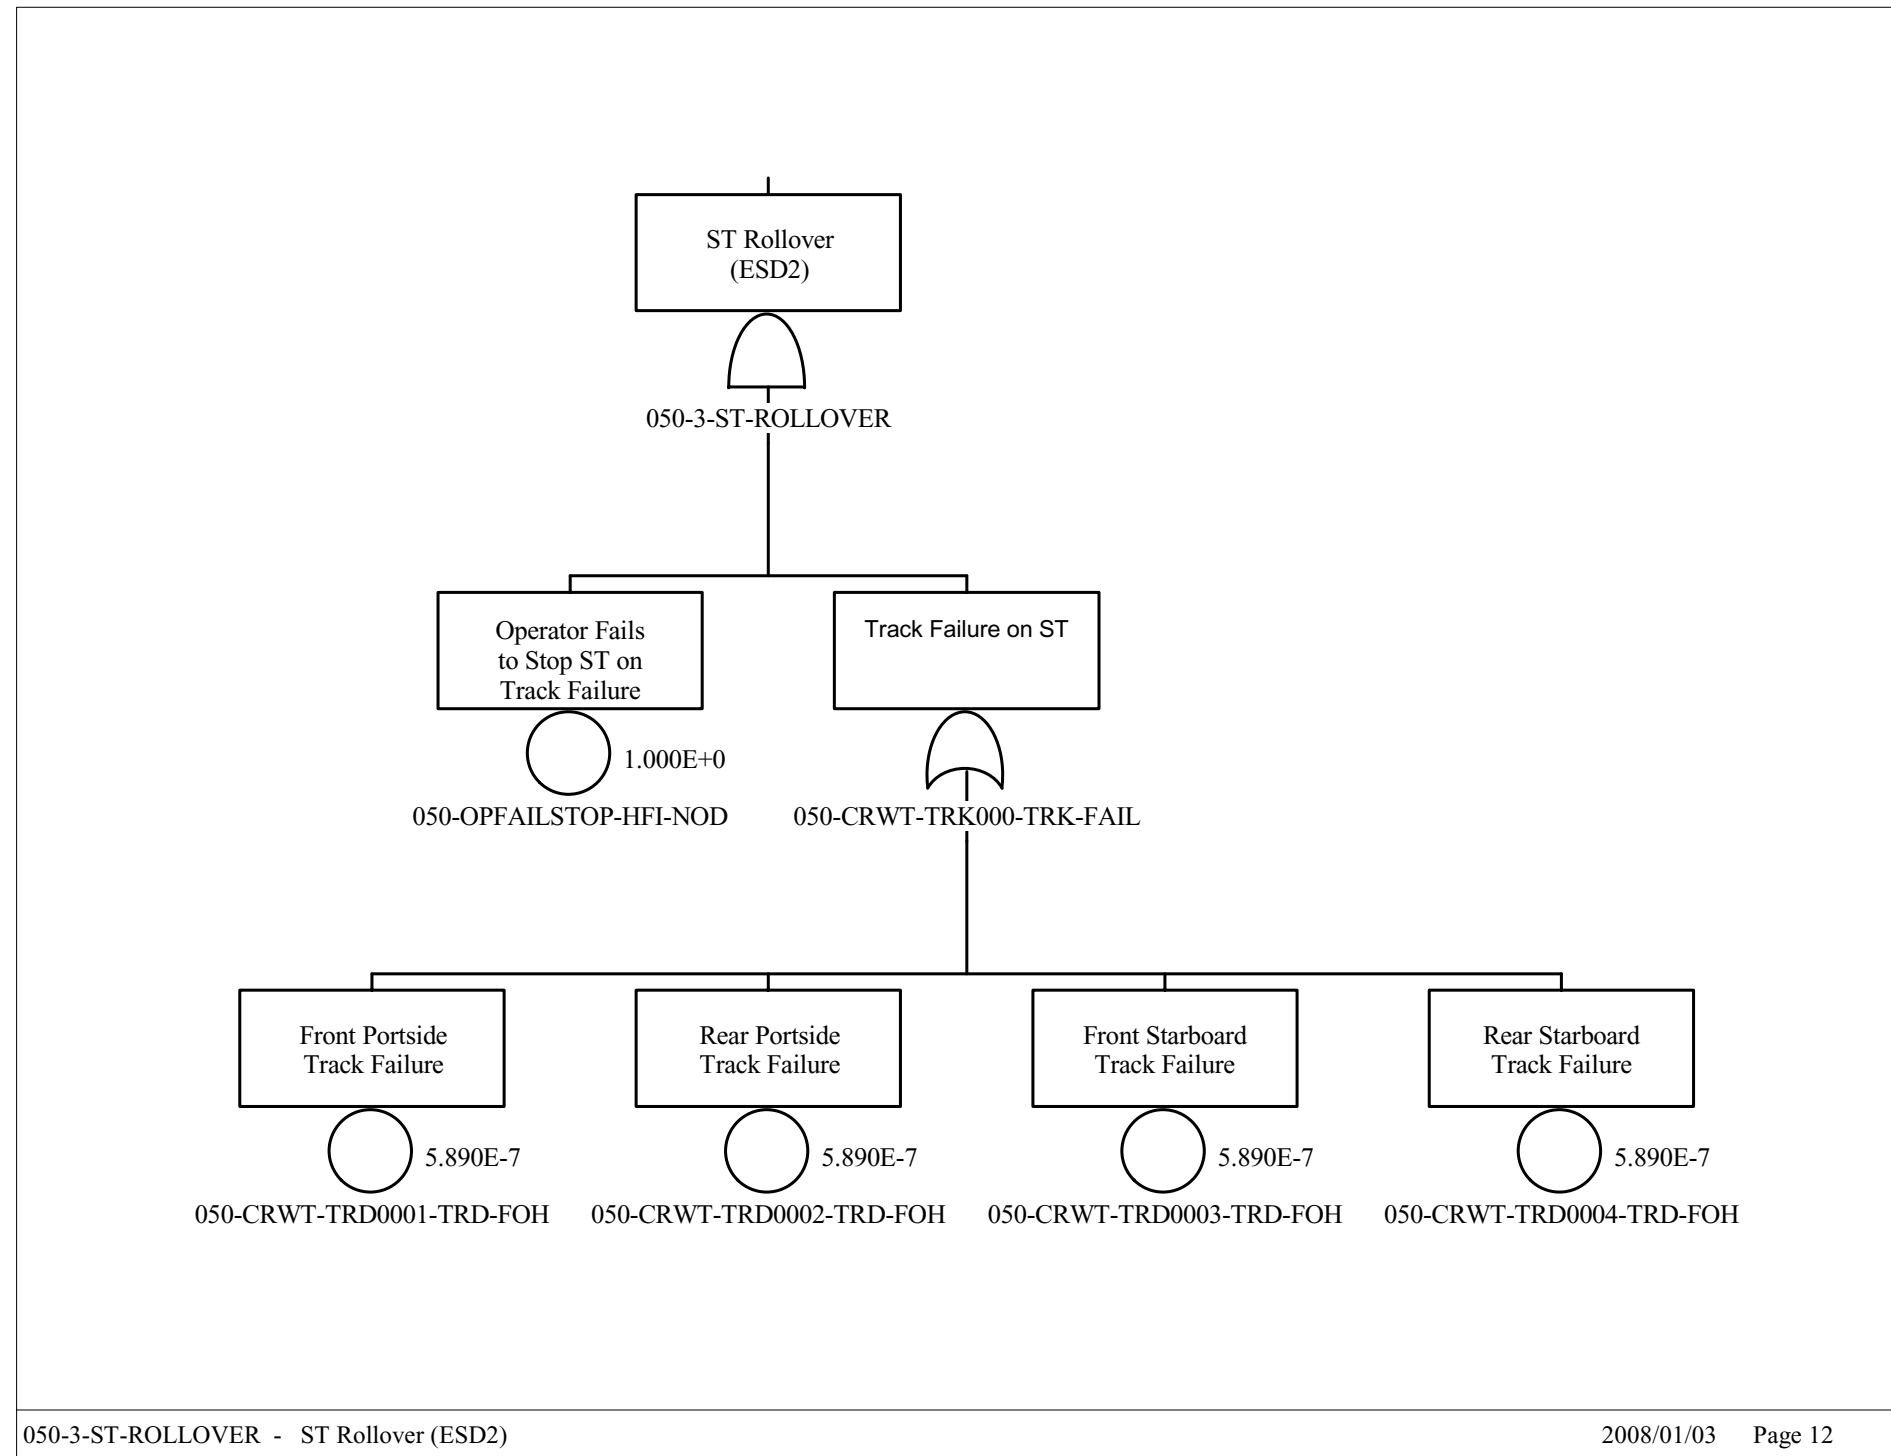 ST Rollover
(ESD2)
050-3-ST-ROLLOVER
Operator Fails
to Stop ST on
Track Failure
1.000E+0
050-OPFAILSTOP-HFI-NOD
Track Failure on ST
050-CRWT-TRK000-TRK-FAIL
Front Portside
Track Failure
5.890E-7
050-CRWT-TRD0001-TRD-FOH
Rear Portside
Track Failure
5.890E-7
050-CRWT-TRD0002-TRD-FOH
Front Starboard
Track Failure
5.890E-7
050-CRWT-TRD0003-TRD-FOH
Rear Starboard
Track Failure
5.890E-7
050-CRWT-TRD0004-TRD-FOH
050-3-ST-ROLLOVER - ST Rollover (ESD2)
2008/01/03 Page 12